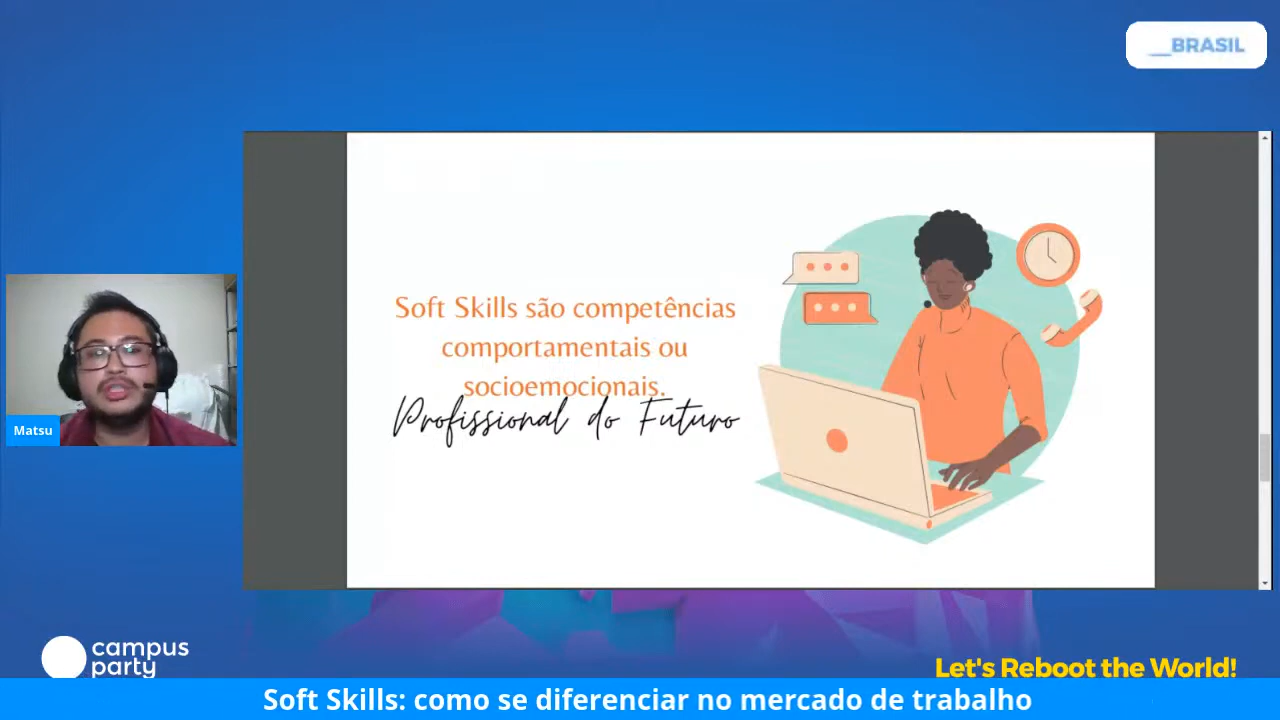 __BRASIL
Soft Skills são competências
comportamentais ou
socioemocionais.
Profissional do Futuro
Matsu
campus
party
Let's Reboot the World!
Soft Skills: como se diferenciar no mercado de trabalho